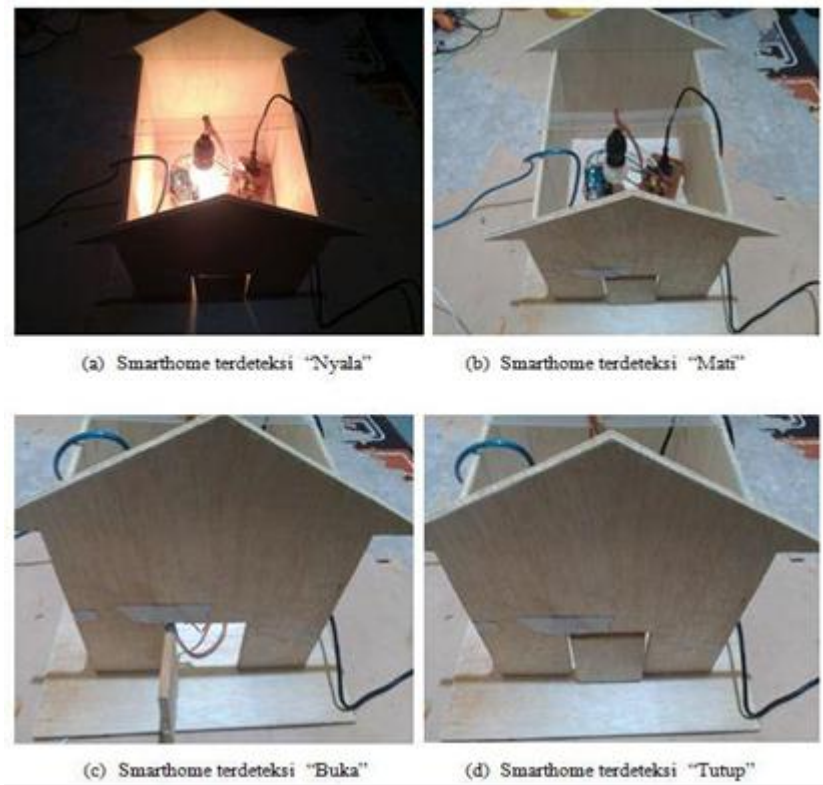 (a) Smarthome terdeteksi “Nyala”
(b) Smarthome terdeteksi “Mati”
(c) Smarthome terdeteksi “Buka”
(d) Smarthome terdeteksi “Tutup”